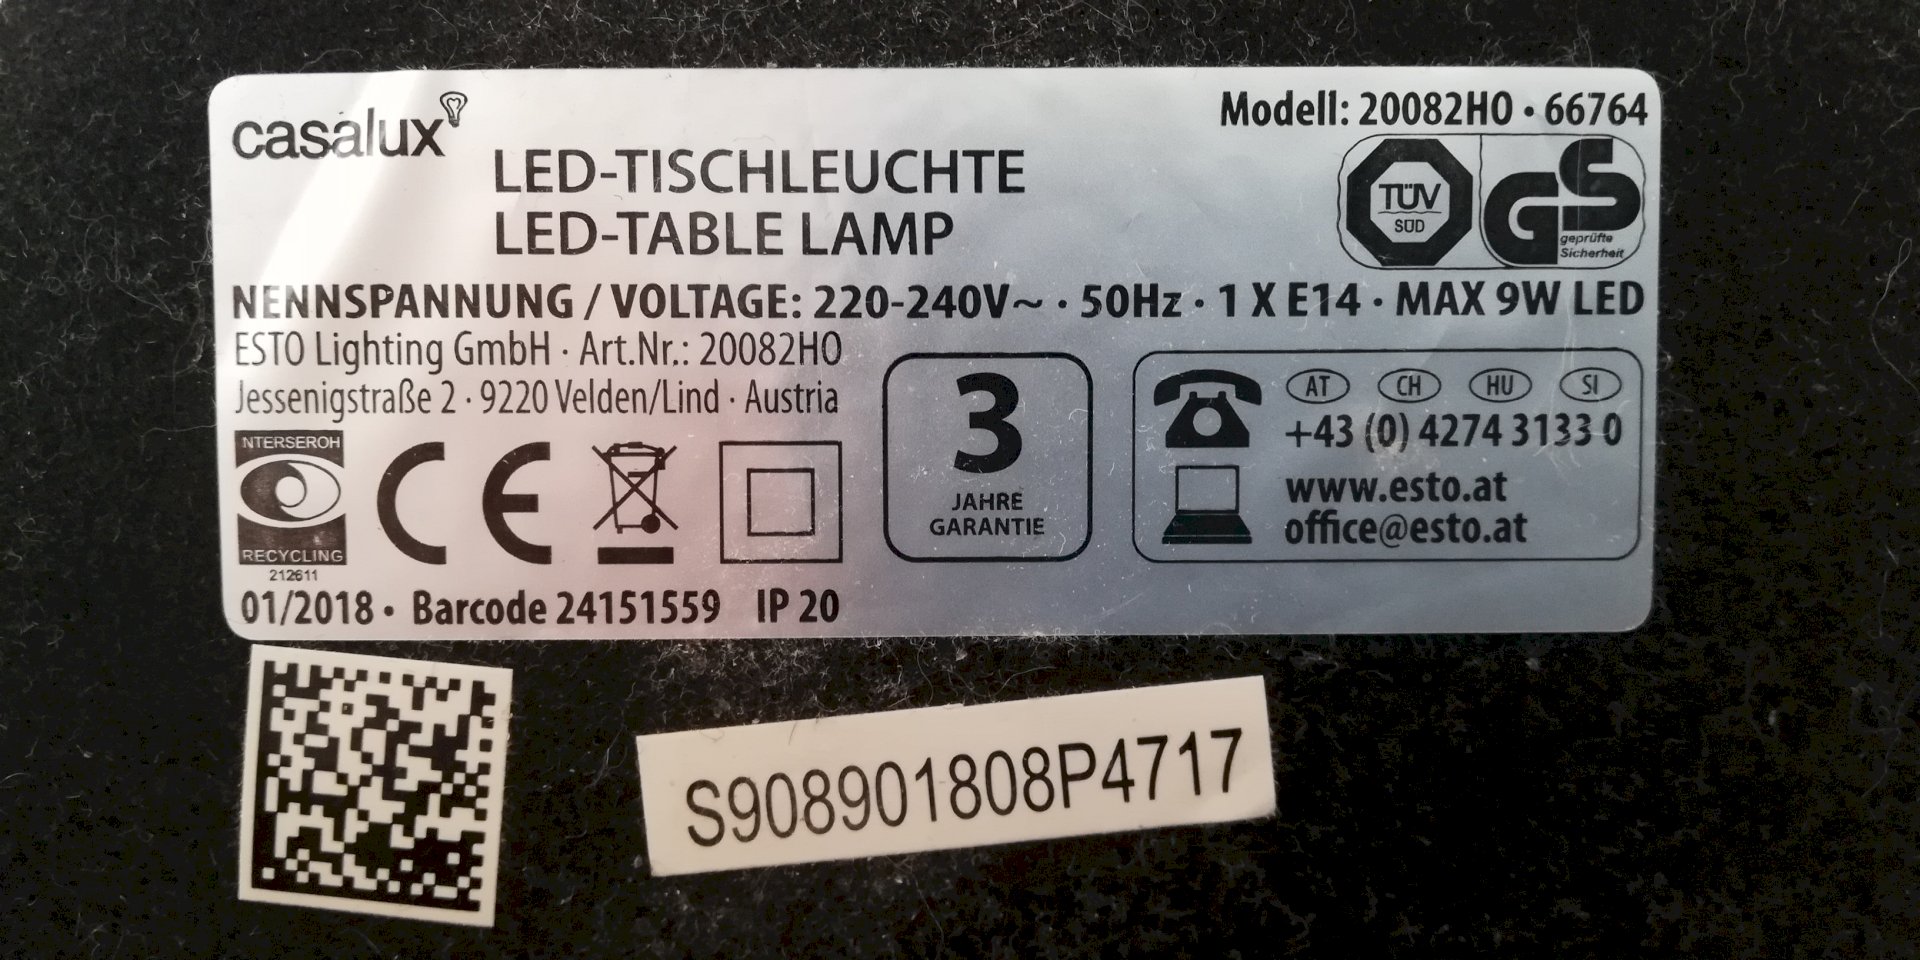 casalux
Modell: 20082HO · 66764
LED-TISCHLEUCHTE
LED-TABLE LAMP
TÜV
SÜD
GS
geprüfte
Sicherheit
NENNSPANNUNG / VOLTAGE: 220-240V~ · 50Hz · 1 X E14 · MAX 9W LED
ESTO Lighting GmbH · Art.Nr.: 20082HO
Jessenigstraße 2 · 9220 Velden/Lind · Austria
NTERSEROH
RECYCLING
212611
CE
3
JAHRE
GARANTIE
AT CH HU SI
+43 (0) 4274 3133 0
www.esto.at
office@esto.at
01/2018 · Barcode 24151559 IP 20
S908901808P4717